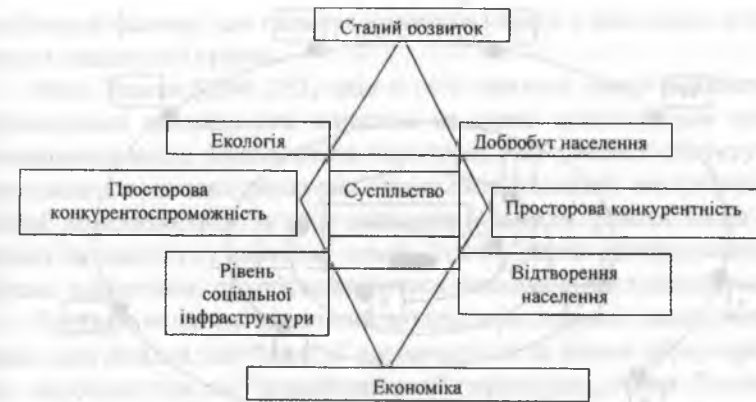 Сталий розвиток
Екологія
Добробут населення
Просторова
конкурентоспроможність
Суспільство
Просторова конкурентність
Рівень
соціальної
інфраструктури
Відтворення
населення
Економіка